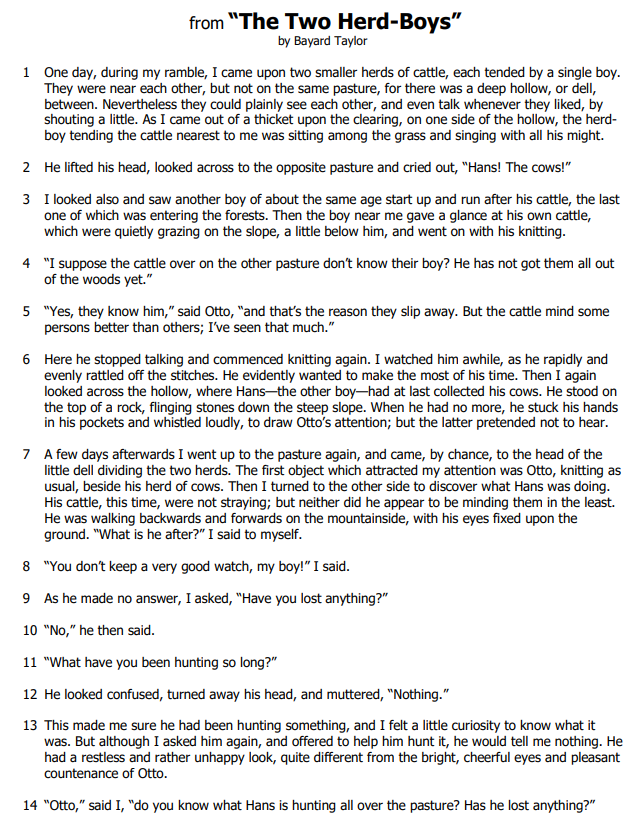 from “The Two Herd-Boys”
by Bayard Taylor
1 One day, during my ramble, I came upon two smaller herds of cattle, each tended by a single boy.
They were near each other, but not on the same pasture, for there was a deep hollow, or dell,
between. Nevertheless they could plainly see each other, and even talk whenever they liked, by
shouting a little. As I came out of a thicket upon the clearing, on one side of the hollow, the herd-
boy tending the cattle nearest to me was sitting among the grass and singing with all his might.
2 He lifted his head, looked across to the opposite pasture and cried out, “Hans! The cows!”
3 I looked also and saw another boy of about the same age start up and run after his cattle, the last
one of which was entering the forests. Then the boy near me gave a glance at his own cattle,
which were quietly grazing on the slope, a little below him, and went on with his knitting.
4 “I suppose the cattle over on the other pasture don’t know their boy? He has not got them all out
of the woods yet.”
5 “Yes, they know him,” said Otto, “and that’s the reason they slip away. But the cattle mind some
persons better than others; I’ve seen that much.”
6 Here he stopped talking and commenced knitting again. I watched him awhile, as he rapidly and
evenly rattled off the stitches. He evidently wanted to make the most of his time. Then I again
looked across the hollow, where Hans—the other boy—had at last collected his cows. He stood on
the top of a rock, flinging stones down the steep slope. When he had no more, he stuck his hands
in his pockets and whistled loudly, to draw Otto’s attention; but the latter pretended not to hear.
7 A few days afterwards I went up to the pasture again, and came, by chance, to the head of the
little dell dividing the two herds. The first object which attracted my attention was Otto, knitting as
usual, beside his herd of cows. Then I turned to the other side to discover what Hans was doing.
His cattle, this time, were not straying; but neither did he appear to be minding them in the least.
He was walking backwards and forwards on the mountainside, with his eyes fixed upon the
ground. “What is he after?” I said to myself.
8 “You don’t keep a very good watch, my boy!” I said.
9 As he made no answer, I asked, “Have you lost anything?”
10 “No,” he then said.
11 “What have you been hunting so long?”
12 He looked confused, turned away his head, and muttered, “Nothing.”
13 This made me sure he had been hunting something, and I felt a little curiosity to know what it
was. But although I asked him again, and offered to help him hunt it, he would tell me nothing. He
had a restless and rather unhappy look, quite different from the bright, cheerful eyes and pleasant
countenance of Otto.
14 “Otto,” said I, “do you know what Hans is hunting all over the pasture? Has he lost anything?”